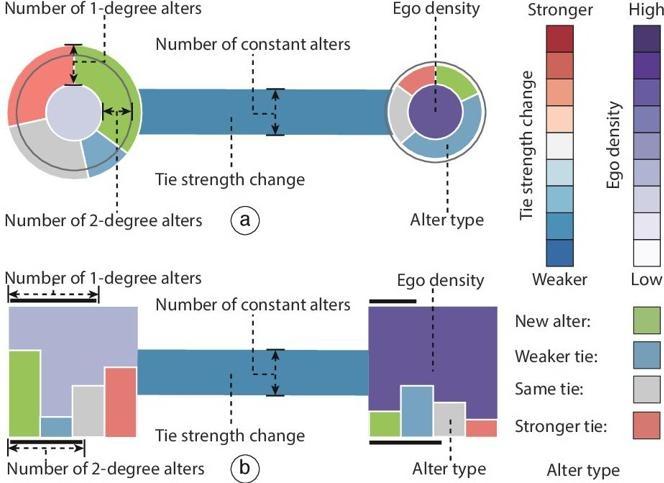 Number of 1-degree alters
Number of constant alters
Ego density
Tie strength change
Number of 2-degree alters
a
Alter type
Stronger
High
Tie strength change
Ego density
Weaker
Low
Number of 1-degree alters
Number of constant alters
Ego density
Tie strength change
Number of 2-degree alters
b
Alter type
New alter:
Weaker tie:
Same tie:
Stronger tie:
Alter type